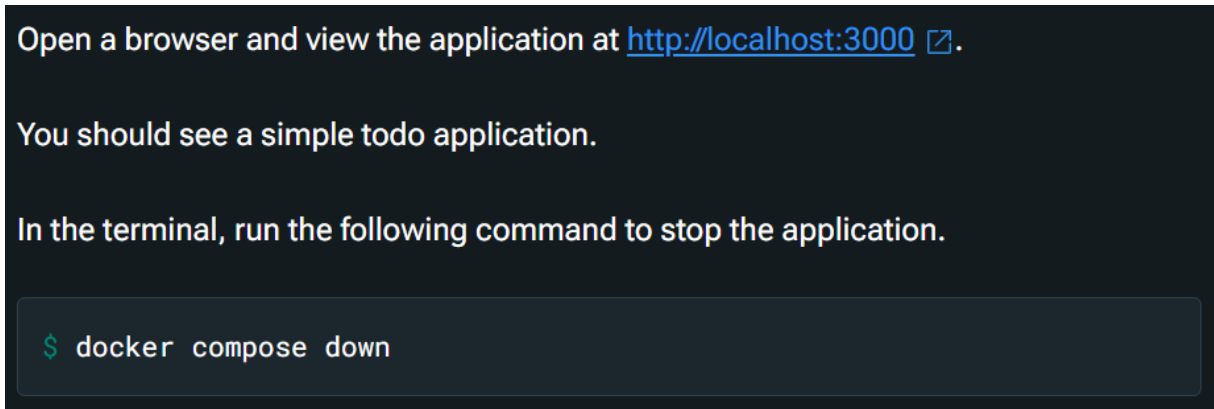 Open a browser and view the application at http://localhost:3000.
You should see a simple todo application.
In the terminal, run the following command to stop the application.
$ docker compose down